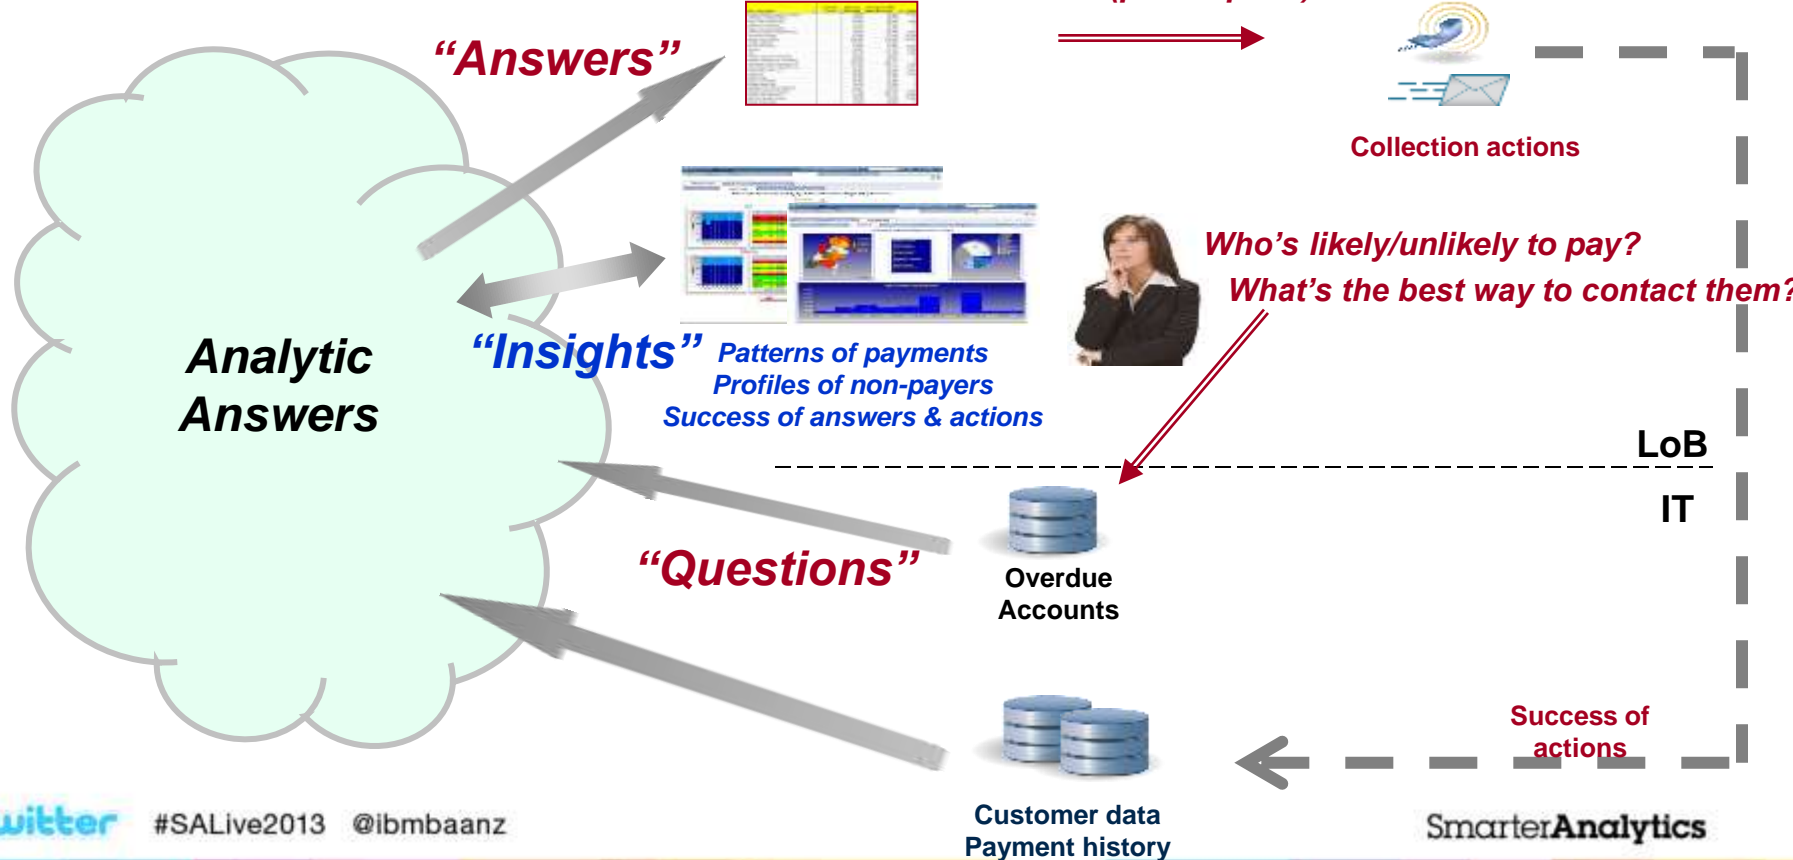 “Answers”
Collection actions
Who’s likely/unlikely to pay?
What’s the best way to contact them?
“Insights”
Patterns of payments
Profiles of non-payers
Success of answers & actions
Analytic
Answers
LoB
IT
“Questions”
Overdue
Accounts
Success of
actions
Customer data
Payment history
#SALive2013 @ibmbaanz
SmarterAnalytics